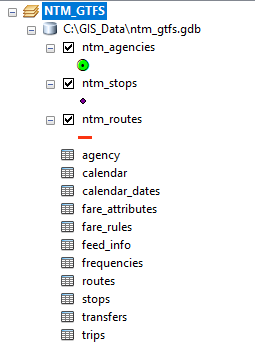 NTM_GTFS
C:\GIS_Data\ntm_gtfs.gdb
ntm_agencies
ntm_stops
ntm_routes
agency
calendar
calendar_dates
fare_attributes
fare_rules
feed_info
frequencies
routes
stops
transfers
trips